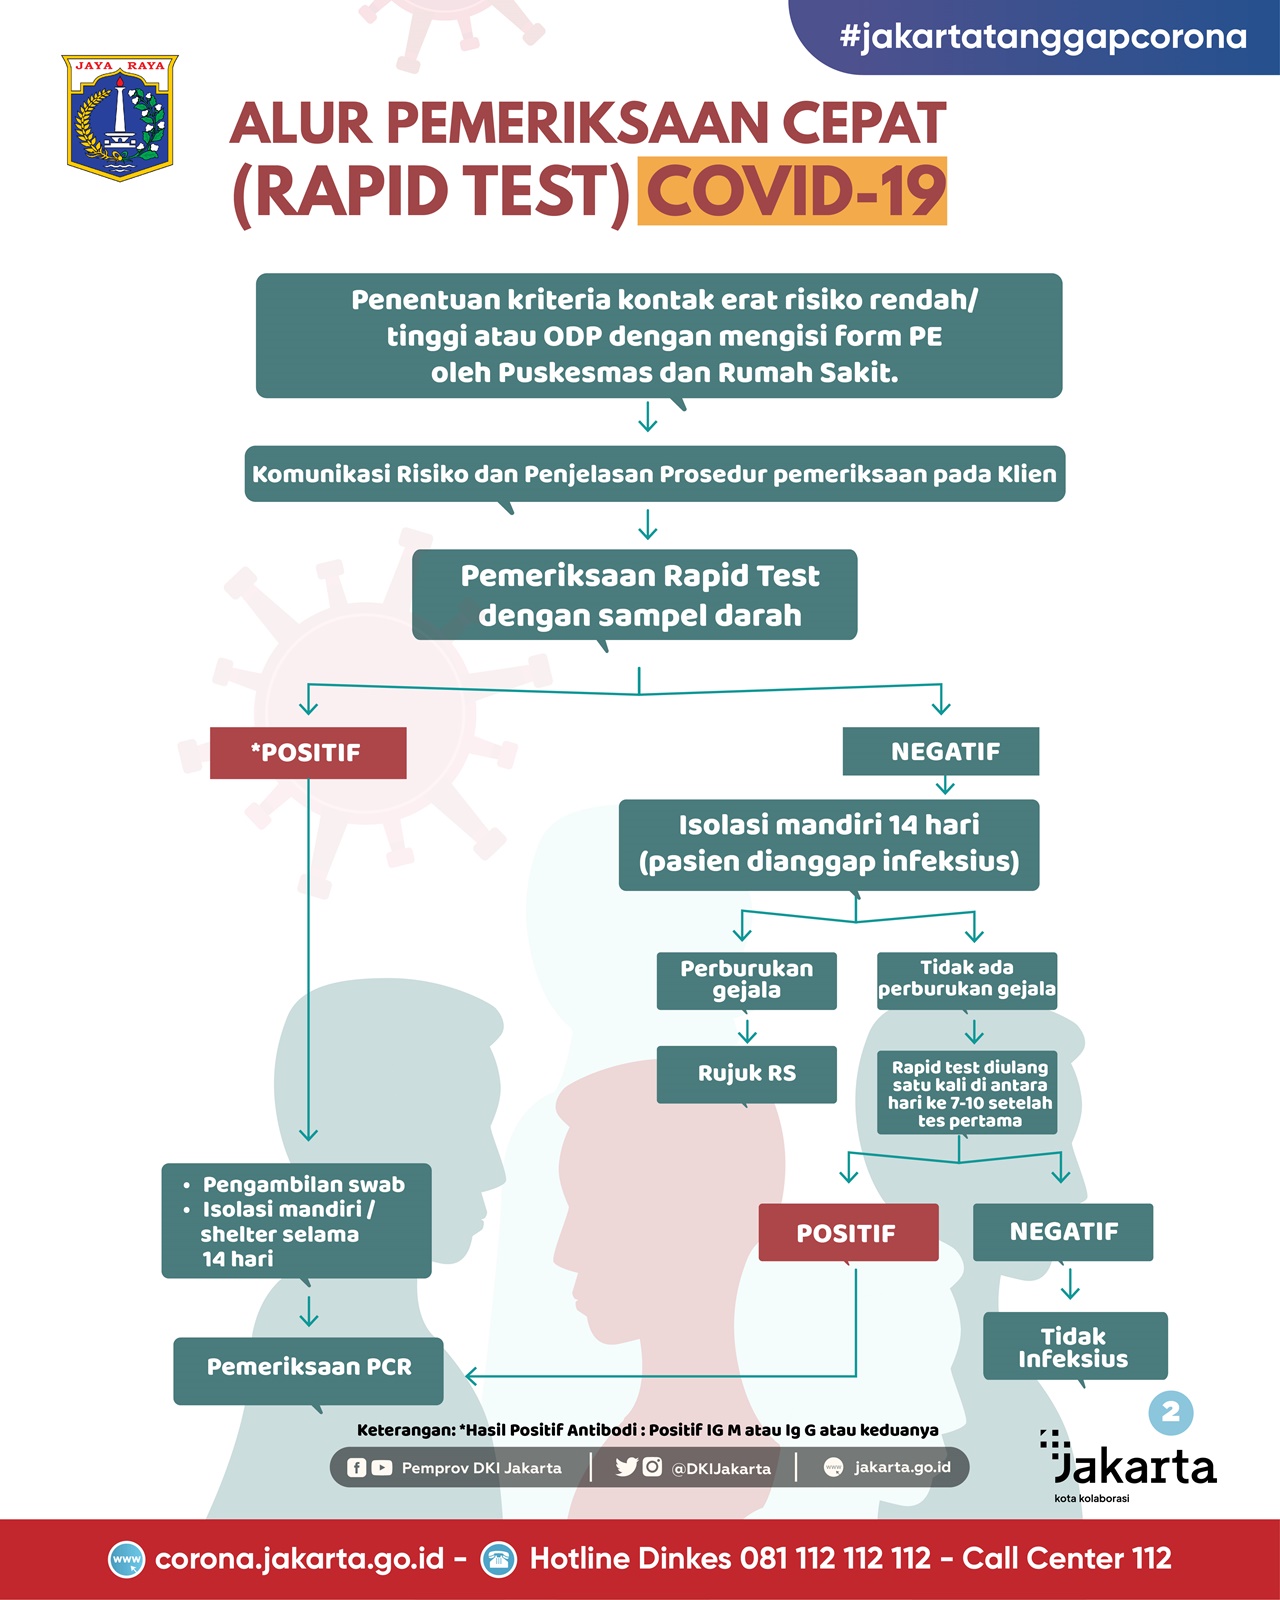 #jakartatanggapcorona
JAYA RAYA
ALUR PEMERIKSAAN CEPAT
(RAPID TEST) COVID-19
Penentuan kriteria kontak erat risiko rendah/
tinggi atau ODP dengan mengisi form PE
oleh Puskesmas dan Rumah Sakit.
Komunikasi Risiko dan Penjelasan Prosedur pemeriksaan pada Klien
Pemeriksaan Rapid Test
dengan sampel darah
*POSITIF
NEGATIF
Isolasi mandiri 14 hari
(pasien dianggap infeksius)
Perburukan
gejala
Tidak ada
perburukan gejala
Rujuk RS
Rapid test diulang
satu kali di antara
hari ke 7-10 setelah
tes pertama
• Pengambilan swab
• Isolasi mandiri /
shelter selama
14 hari
POSITIF
NEGATIF
Tidak
Infeksius
Pemeriksaan PCR
2
Keterangan: *Hasil Positif Antibodi : Positif IG M atau Ig G atau keduanya
Pemprov DKI Jakarta
@DKIJakarta
www
jakarta.go.id
Jakarta
kota kolaborasi
www corona.jakarta.go.id - Hotline Dinkes 081 112 112 112 - Call Center 112